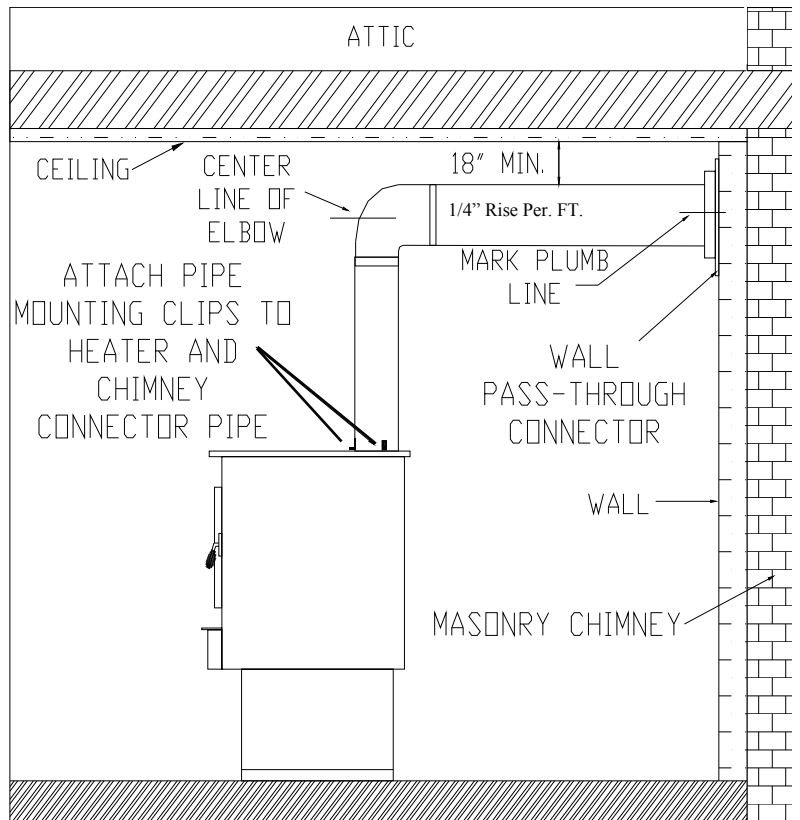 ATTIC
CEILING
CENTER
LINE OF
ELBOW
18" MIN.
1/4” Rise Per. FT.
MARK PLUMB
LINE
ATTACH PIPE
MOUNTING CLIPS TO
HEATER AND
CHIMNEY
CONNECTOR PIPE
WALL
PASS-THROUGH
CONNECTOR
WALL
MASONRY CHIMNEY